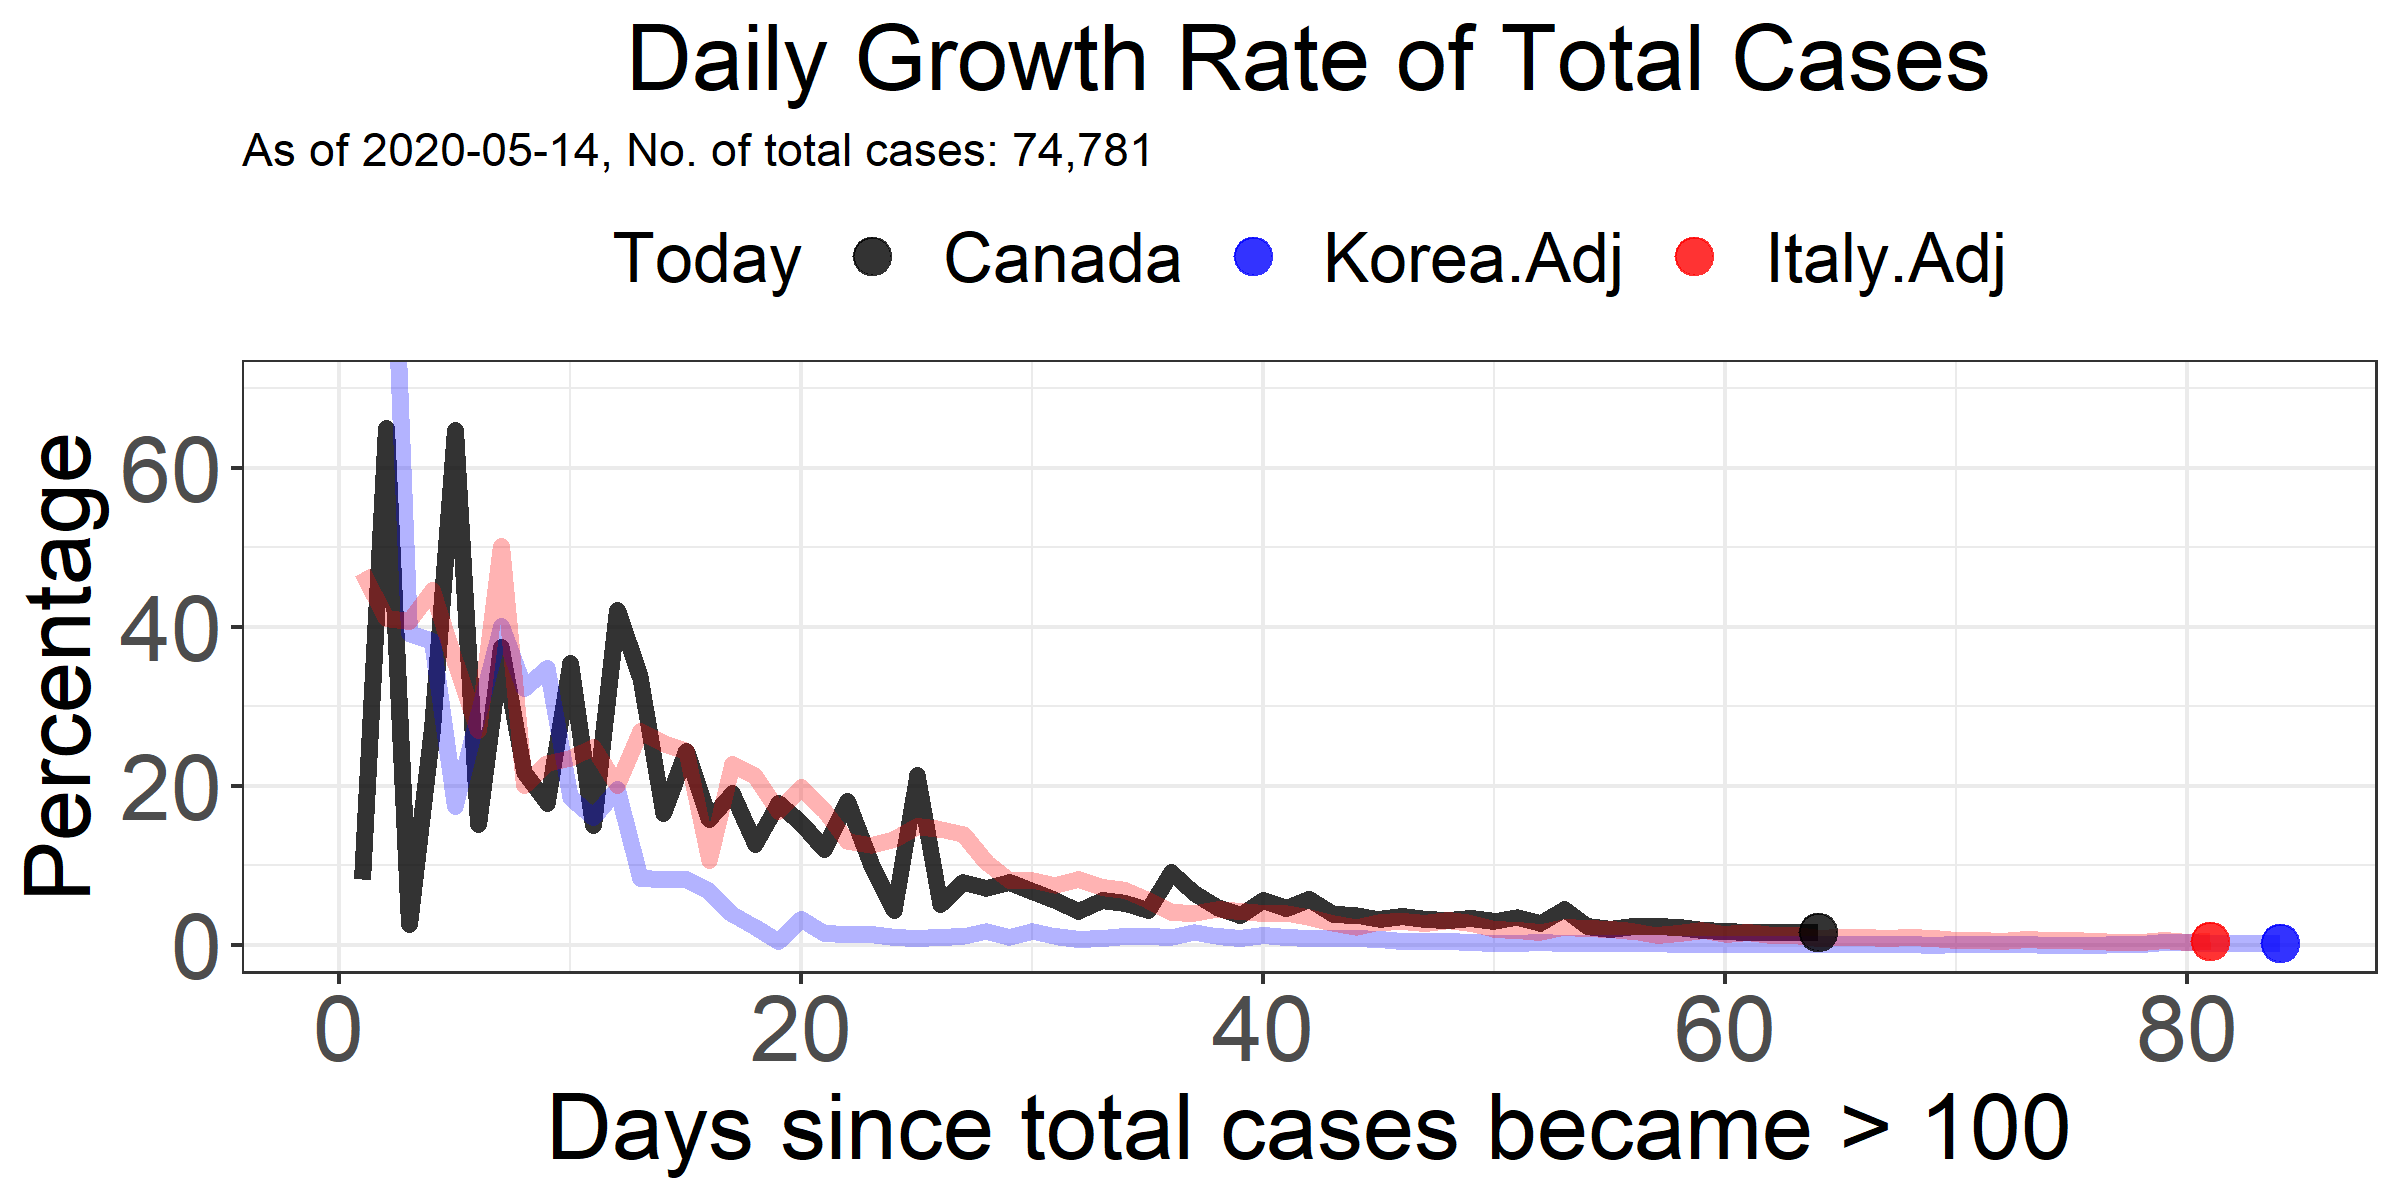 Daily Growth Rate of Total Cases
As of 2020-05-14, No. of total cases: 74,781
Today Canada Korea.Adj Italy.Adj
Percentage
60
40
20
0
0 20 40 60 80
Days since total cases became > 100